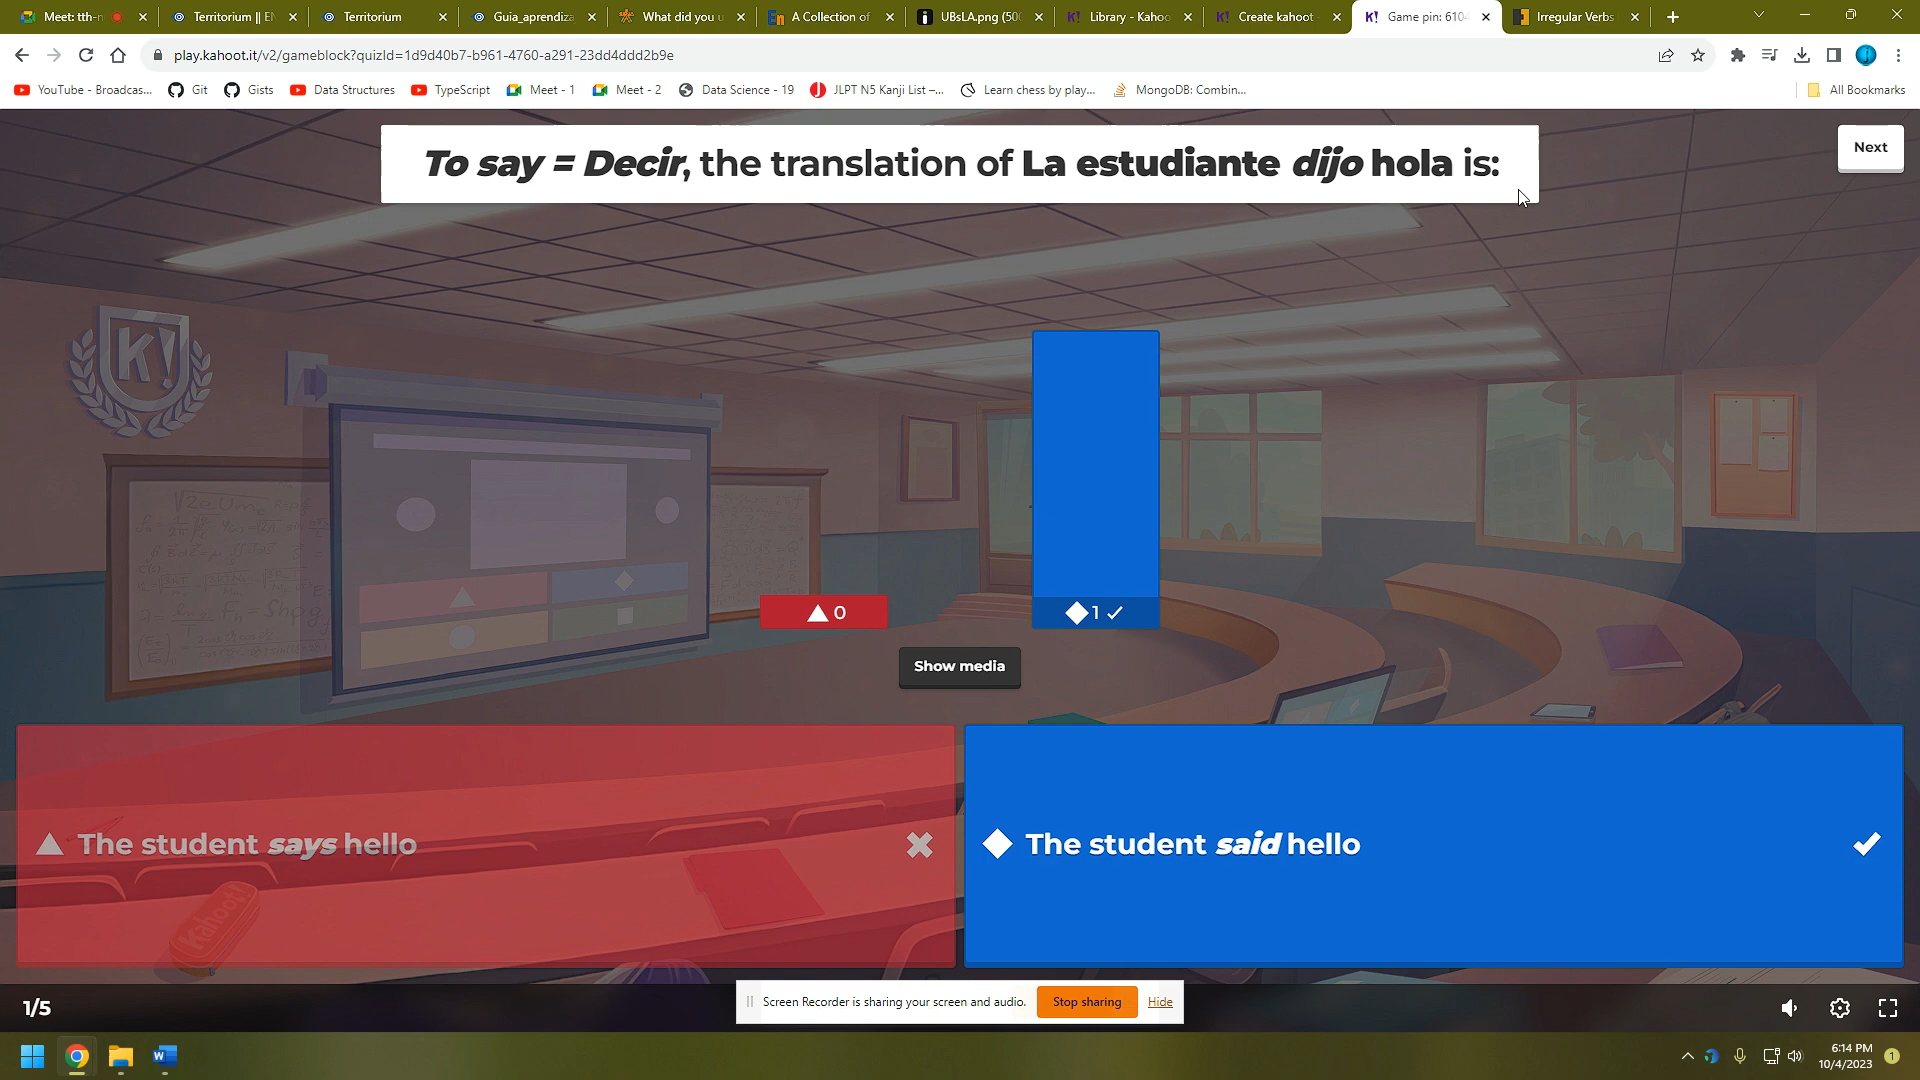 Meet: tth-n
Territorium || EN
Territorium
Guia_aprendiza
What did you u
A Collection of
UBsLA.png (500
Library - Kahoo
Create kahoot -
Game pin: 6104
Irregular Verbs
play.kahoot.it/v2/gameblock?quizId=1d9d40b7-b961-4760-a291-23dd4ddd2b9e
YouTube - Broadcas...
Git
Gists
Data Structures
TypeScript
Meet - 1
Meet - 2
Data Science - 19
JLPT N5 Kanji List –...
Learn chess by play...
MongoDB: Combin...
All Bookmarks
To say = Decir, the translation of La estudiante dijo hola is:
Next
K!
0
1
Show media
The student says hello
The student said hello
Kahoot!
1/5
Screen Recorder is sharing your screen and audio.
Stop sharing
Hide
6:14 PM
10/4/2023
1